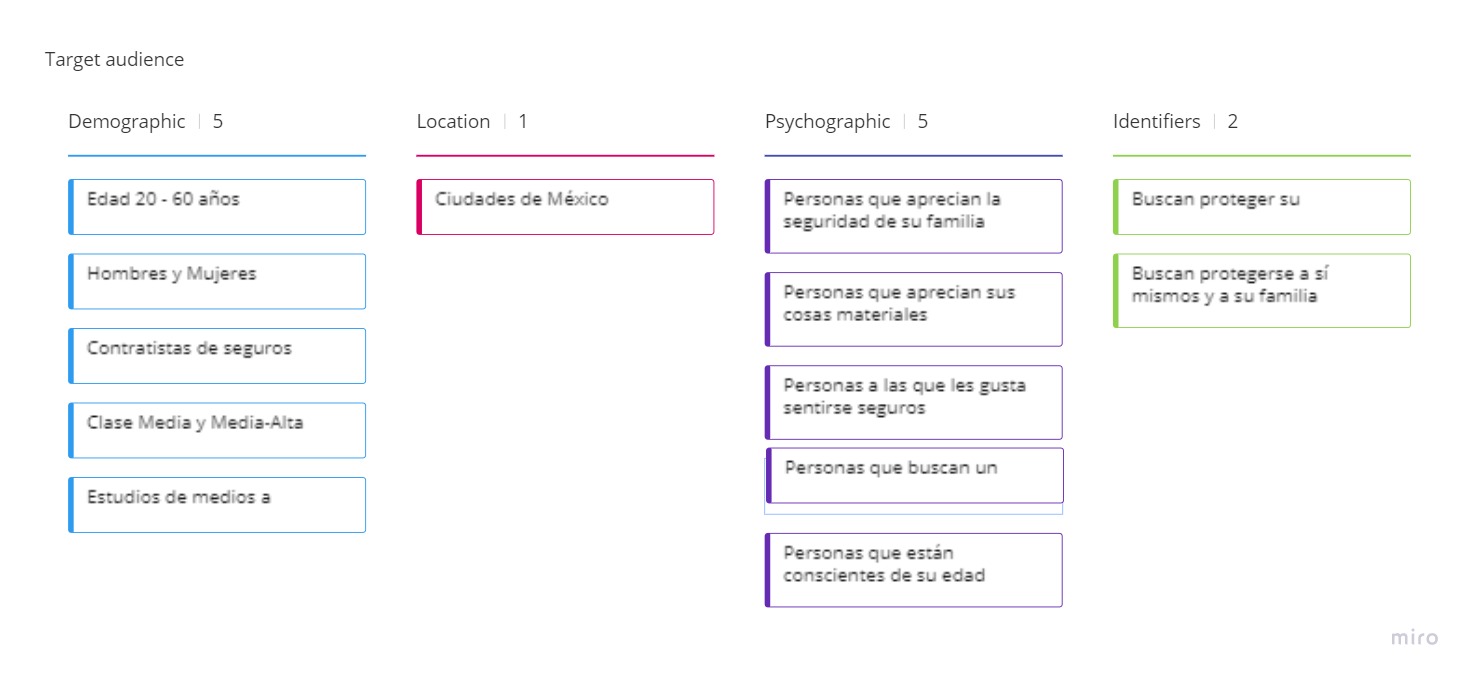 Target audience
Demographic | 5
Edad 20 - 60 años
Hombres y Mujeres
Contratistas de seguros
Clase Media y Media-Alta
Estudios de medios a
Location | 1
Ciudades de México
Psychographic | 5
Personas que aprecian la
seguridad de su familia
Personas que aprecian sus
cosas materiales
Personas a las que les gusta
sentirse seguros
Personas que buscan un
Personas que están
conscientes de su edad
Identifiers | 2
Buscan proteger su
Buscan protegerse a sí
mismos y a su familia
miro